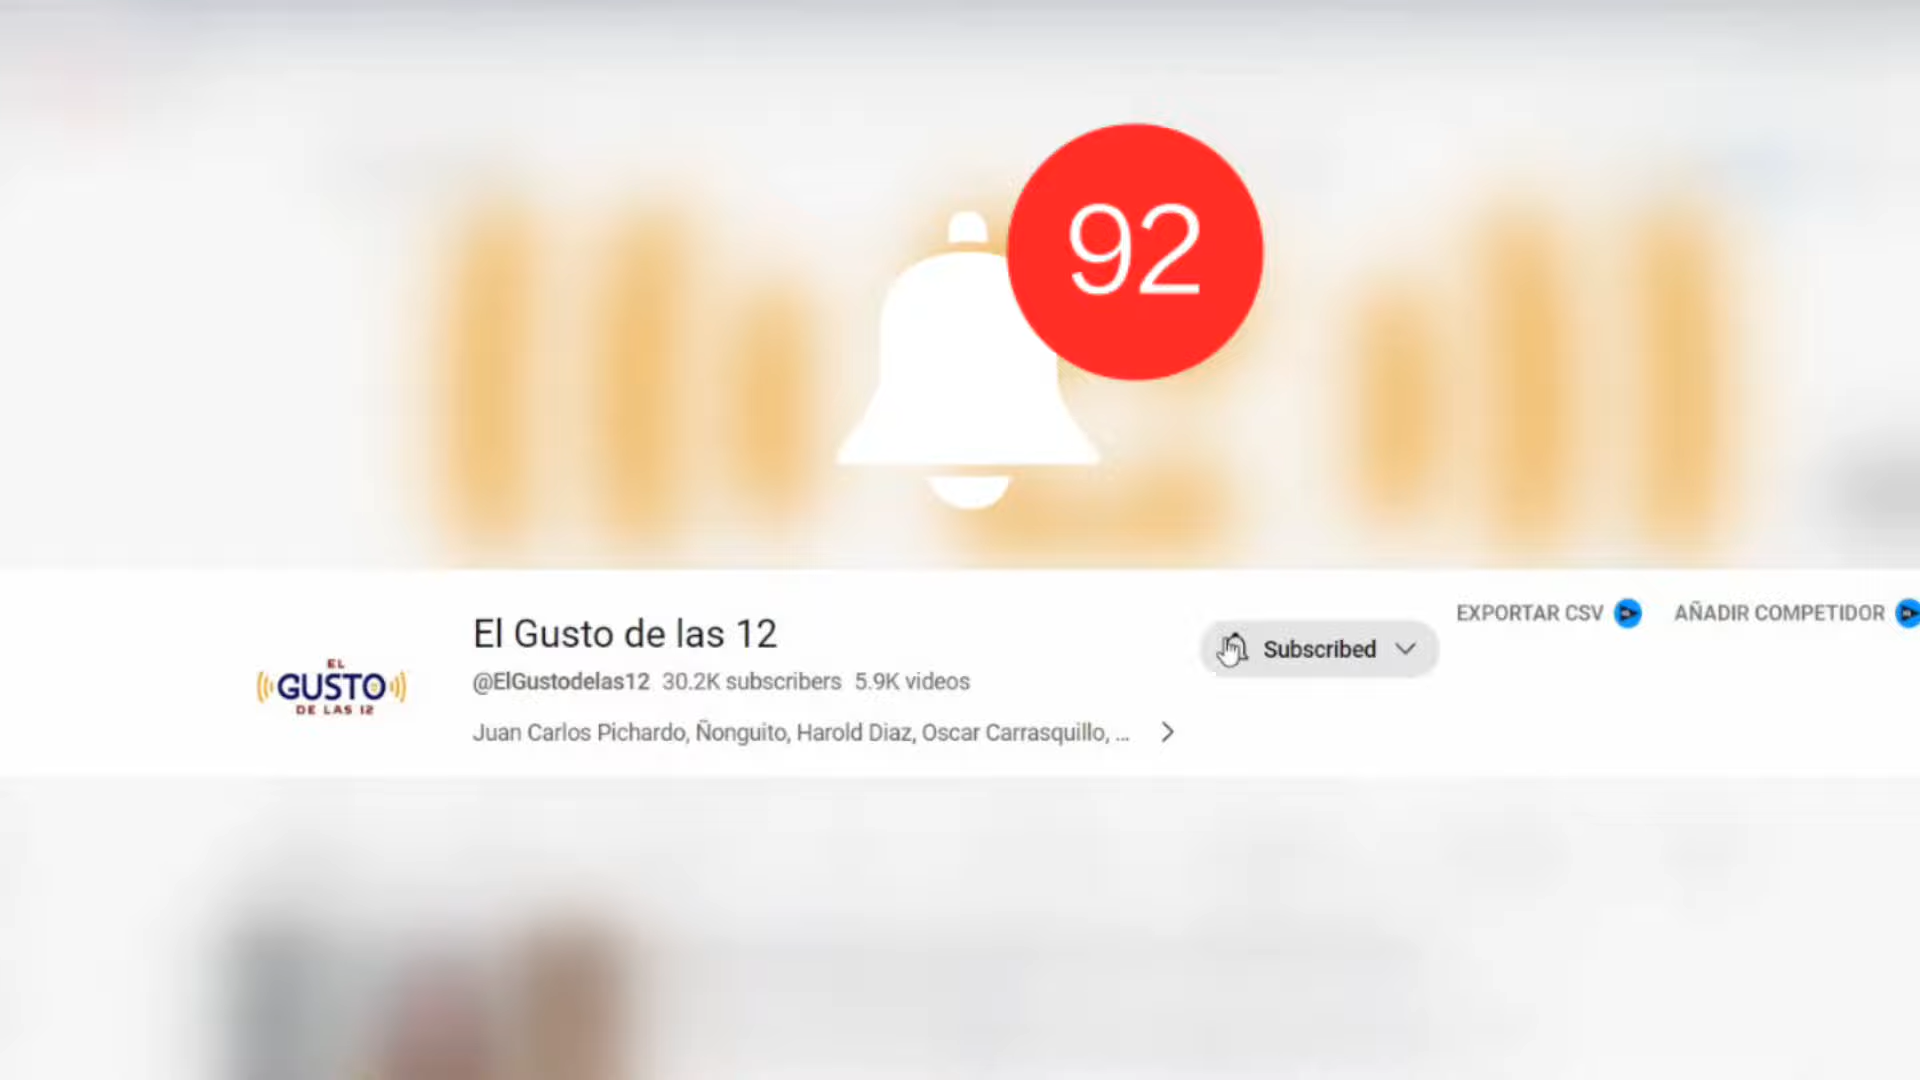 92
El Gusto de las 12
@ElGustodelas12 30.2K subscribers 5.9K videos
Juan Carlos Pichardo, Ñonguito, Harold Diaz, Oscar Carrasquillo, ...
Subscribed
EXPORTAR CSV
AÑADIR COMPETIDOR
EL
GUSTO
DE LAS 12